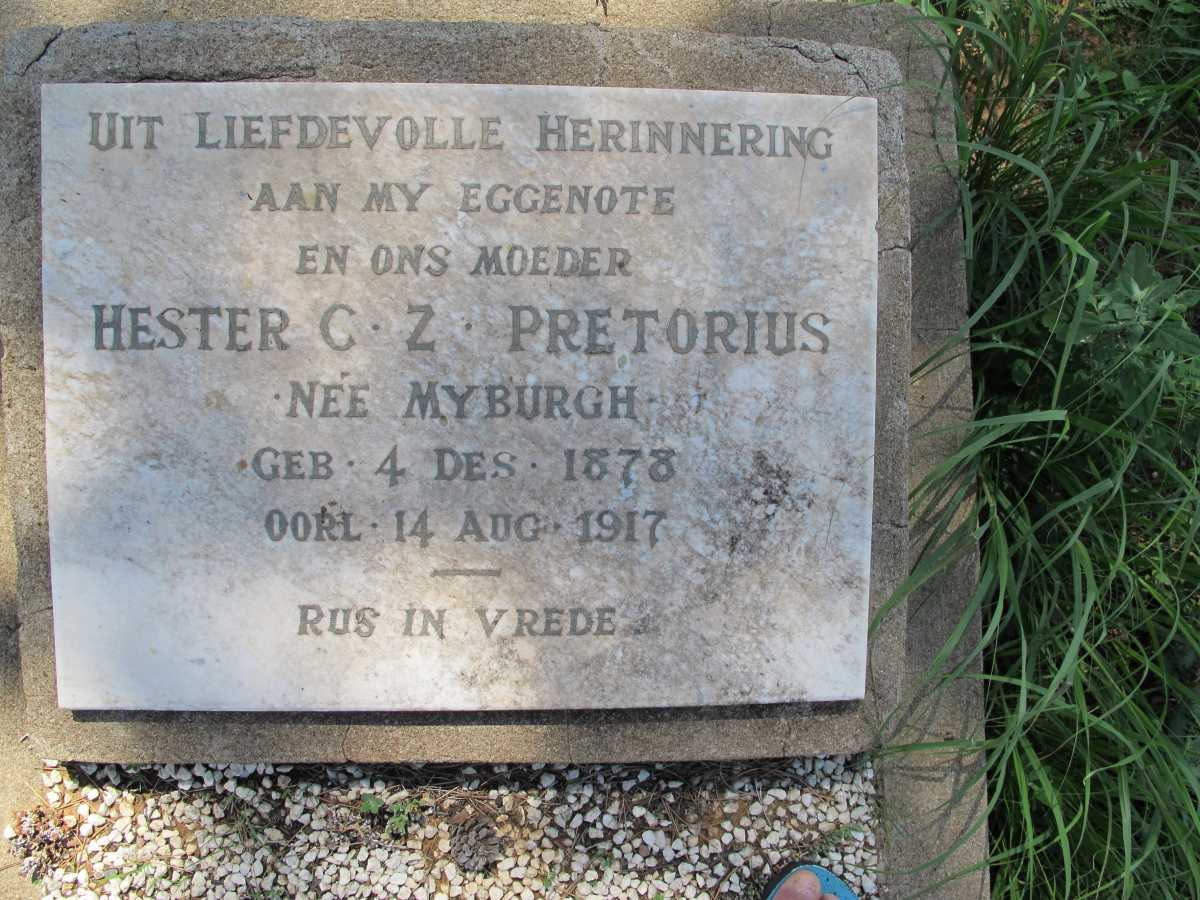 UIT LIEFDEVOLLE HERINNERING
AAN MY EGGENOTE
EN ONS MOEDER
HESTER C. Z. PRETORIUS
·NÉE MYBURGH·
·GEB· 4 DES· 1878
OORL· 14 AUG· 1917
RUS IN VREDE.